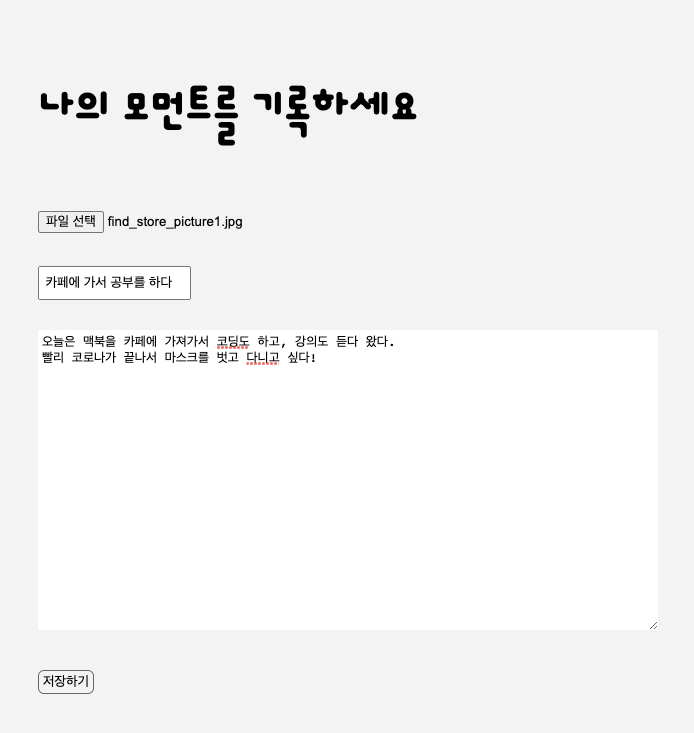 나의 모먼트를 기록하세요
파일 선택 find_store_picture1.jpg
카페에 가서 공부를 하다
오늘은 맥북을 카페에 가져가서 코딩도 하고, 강의도 듣다 왔다.
빨리 코로나가 끝나서 마스크를 벗고 다니고 싶다!
저장하기